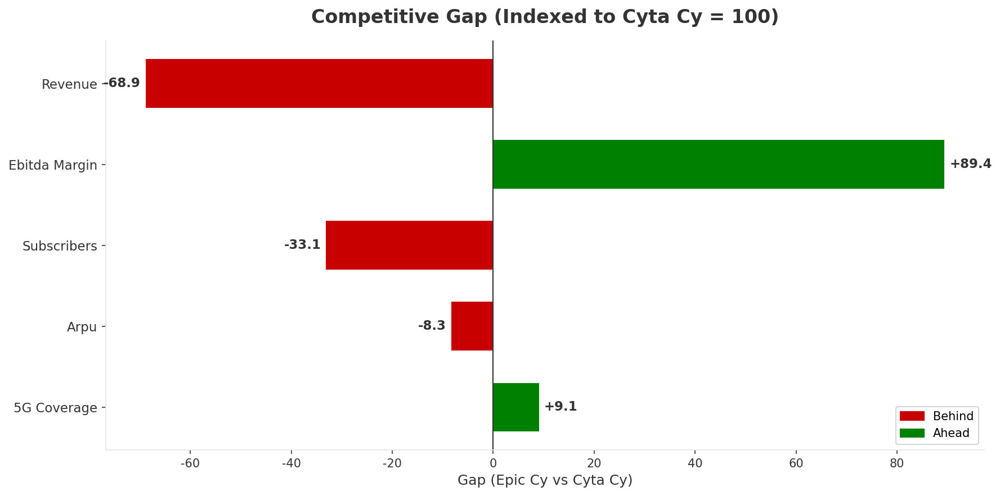 Competitive Gap (Indexed to Cyta Cy = 100)
Revenue
-68.9
Ebitda Margin
+89.4
Subscribers
-33.1
Arpu
-8.3
5G Coverage
+9.1
Behind
Ahead
-60 -40 -20 0 20 40 60 80
Gap (Epic Cy vs Cyta Cy)